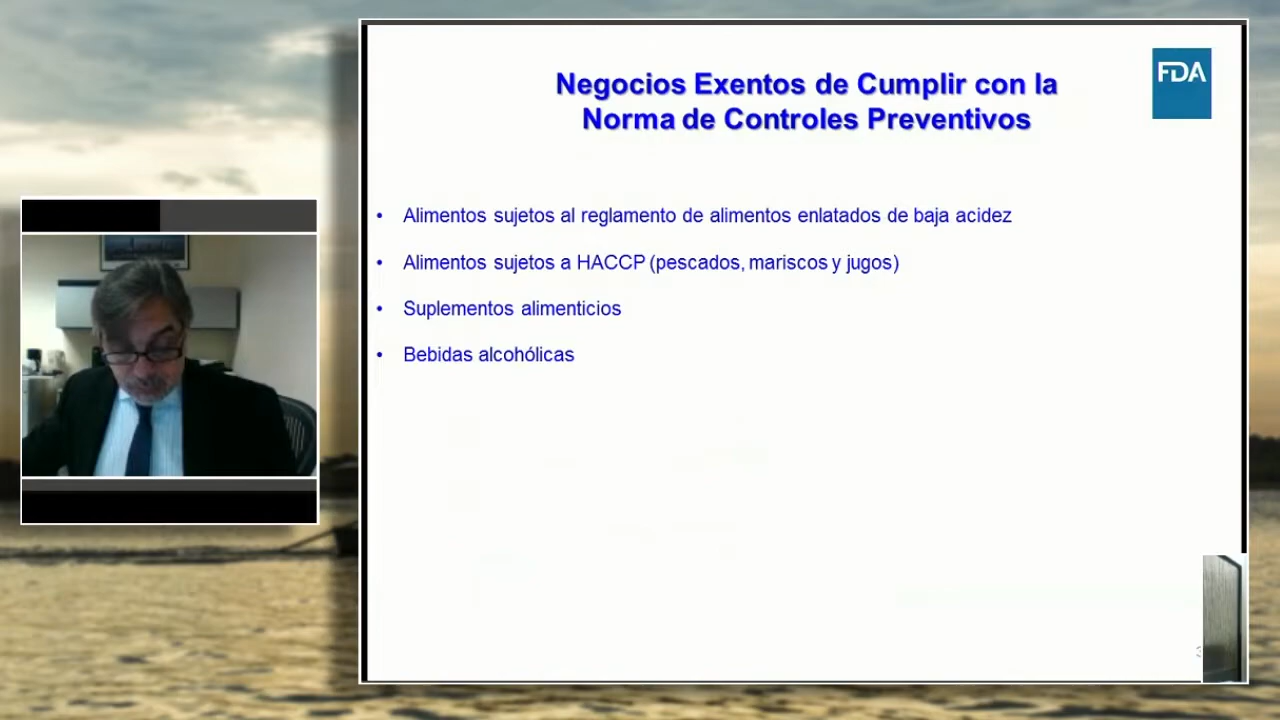 FDA
Negocios Exentos de Cumplir con la
Norma de Controles Preventivos
• Alimentos sujetos al reglamento de alimentos enlatados de baja acidez
• Alimentos sujetos a HACCP (pescados, mariscos y jugos)
• Suplementos alimenticios
• Bebidas alcohólicas